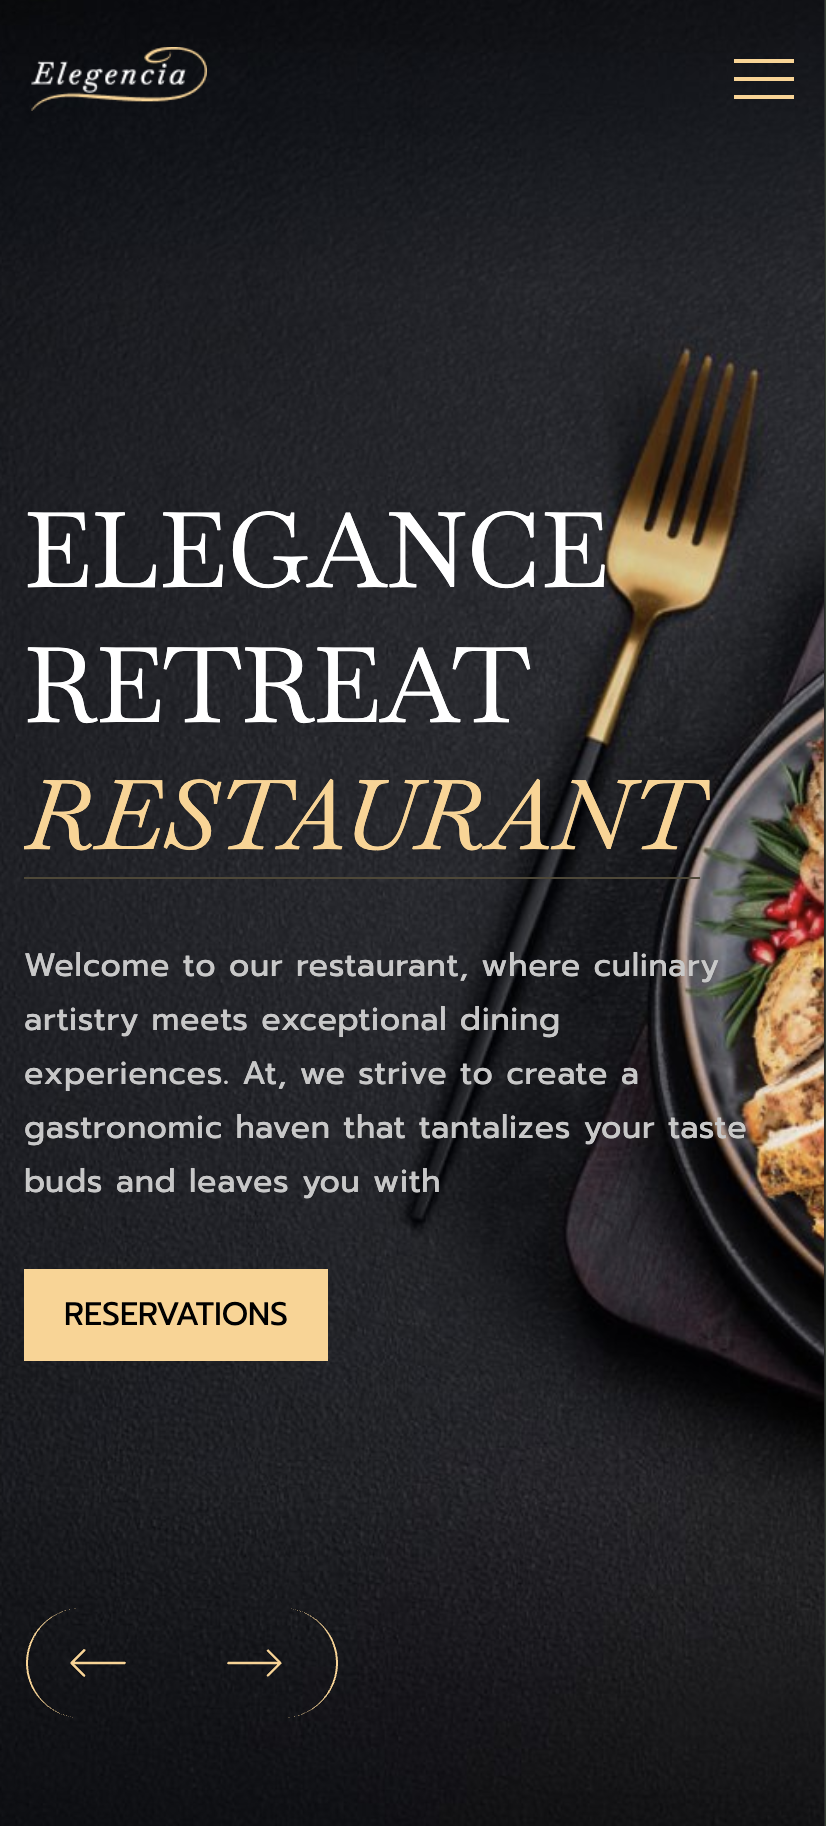 Elegencia
ELEGANCE
RETREAT
RESTAURANT
Welcome to our restaurant, where culinary
artistry meets exceptional dining
experiences. At, we strive to create a
gastronomic haven that tantalizes your taste
buds and leaves you with
RESERVATIONS